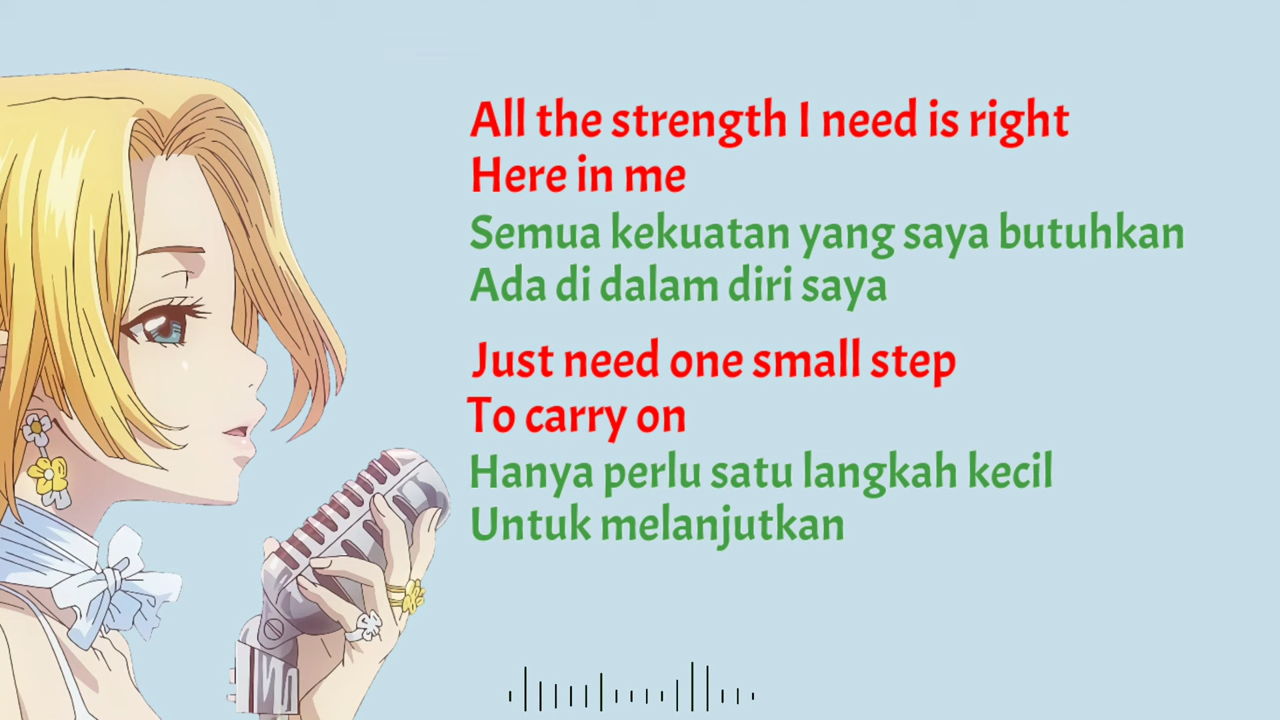 All the strength I need is right
Here in me
Semua kekuatan yang saya butuhkan
Ada di dalam diri saya
Just need one small step
To carry on
Hanya perlu satu langkah kecil
Untuk melanjutkan